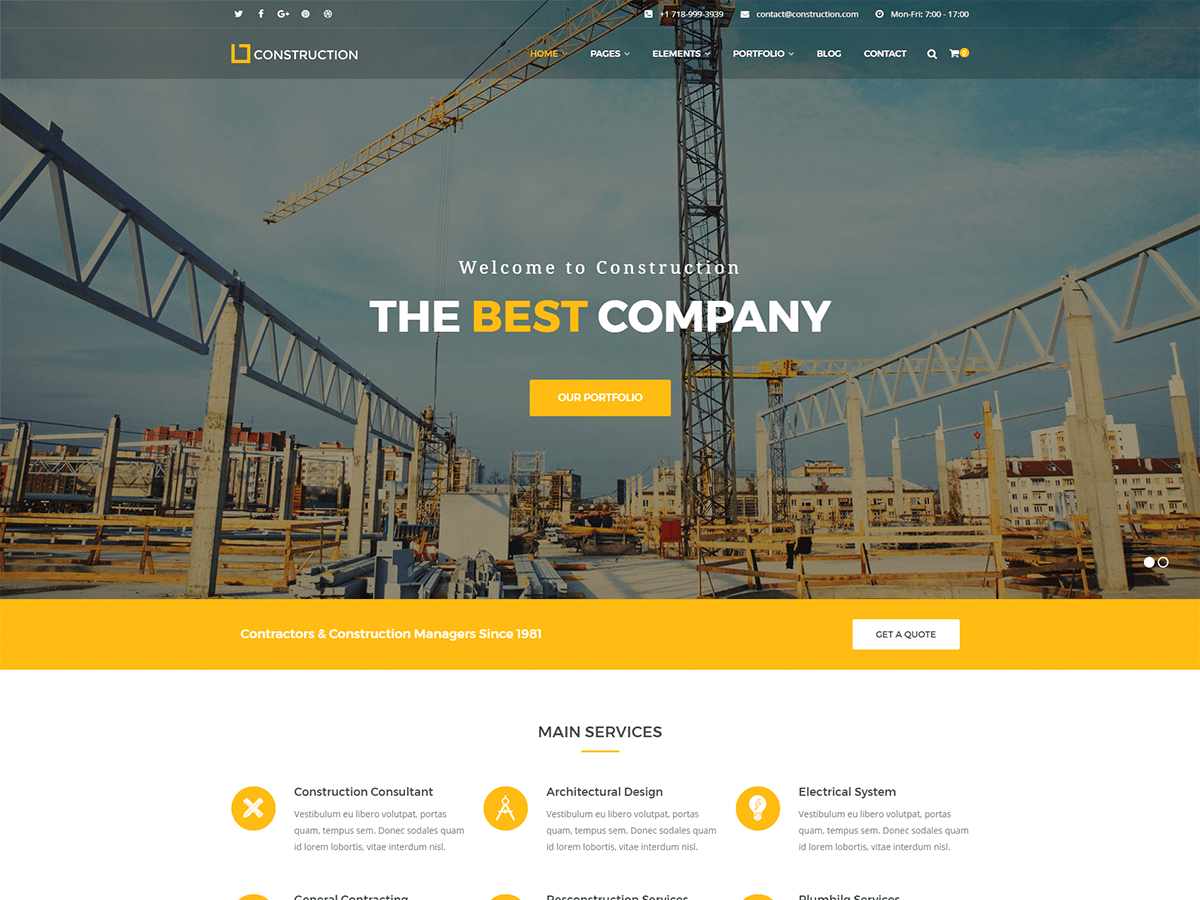 +1 718-999-3939 contact@construction.com Mon-Fri: 7:00 - 17:00
CONSTRUCTION HOME PAGES ELEMENTS PORTFOLIO BLOG CONTACT 0
Welcome to Construction
THE BEST COMPANY
OUR PORTFOLIO
Contractors & Construction Managers Since 1981 GET A QUOTE
MAIN SERVICES
Construction Consultant
Vestibulum eu libero volutpat, portas
quam, tempus sem. Donec sodales quam
id lorem lobortis, vitae interdum nisl.
Architectural Design
Vestibulum eu libero volutpat, portas
quam, tempus sem. Donec sodales quam
id lorem lobortis, vitae interdum nisl.
Electrical System
Vestibulum eu libero volutpat, portas
quam, tempus sem. Donec sodales quam
id lorem lobortis, vitae interdum nisl.
General Contracting
Resconstruction Services
Plumbilg Services